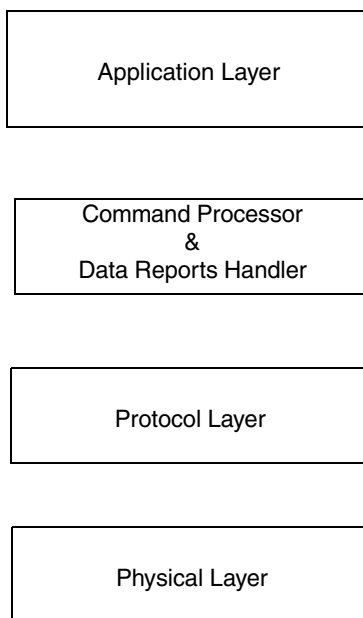 Application Layer
Command Processor
&
Data Reports Handler
Protocol Layer
Physical Layer